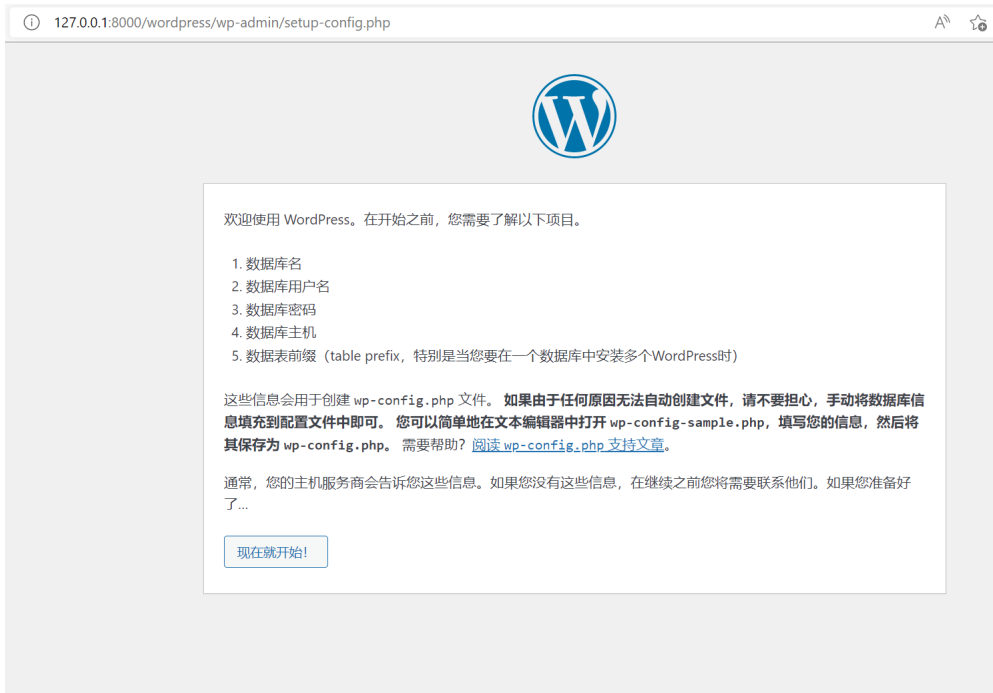 127.0.0.1:8000/wordpress/wp-admin/setup-config.php
欢迎使用 WordPress。在开始之前，您需要了解以下项目。
1. 数据库名
2. 数据库用户名
3. 数据库密码
4. 数据库主机
5. 数据表前缀（table prefix，特别是当您要在一个数据库中安装多个WordPress时）
这些信息会用于创建 wp-config.php 文件。 如果由于任何原因无法自动创建文件，请不要担心，手动将数据库信
息填充到配置文件中即可。 您可以简单地在文本编辑器中打开 wp-config-sample.php，填写您的信息，然后将
其保存为 wp-config.php。 需要帮助？阅读 wp-config.php 支持文章。
通常，您的主机服务商会告诉您这些信息。如果您没有这些信息，在继续之前您将需要联系他们。如果您准备好
了...
现在就开始！